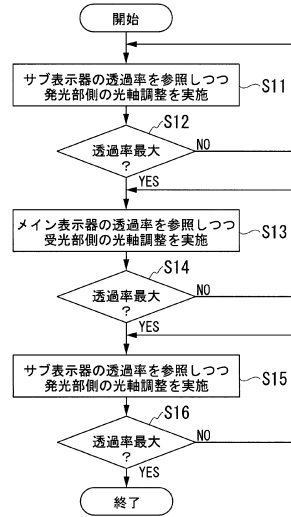 開始
サブ表示器の透過率を参照しつつ
発光部側の光軸調整を実施
S11
S12
透過率最大
?
NO
YES
メイン表示器の透過率を参照しつつ
受光部側の光軸調整を実施
S13
S14
透過率最大
?
NO
YES
サブ表示器の透過率を参照しつつ
発光部側の光軸調整を実施
S15
S16
透過率最大
?
NO
YES
終了